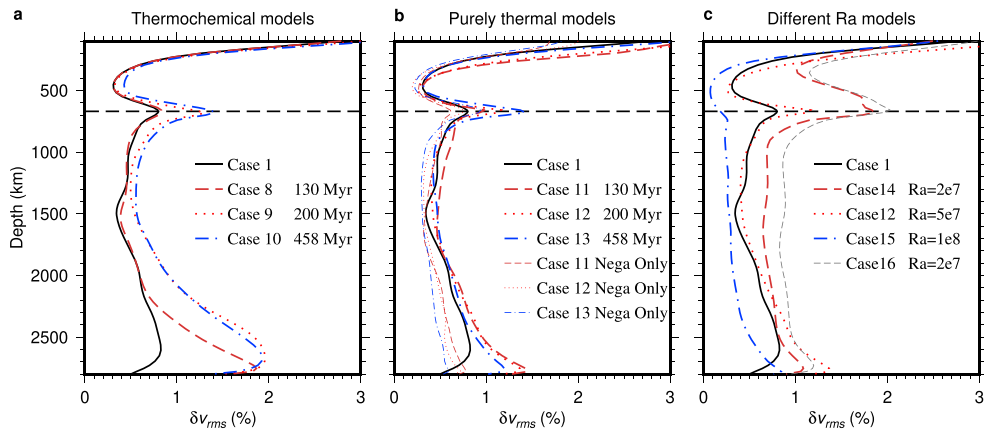 a Thermochemical models
b Purely thermal models
c Different Ra models
Depth (km)
500
1000
1500
2000
2500
Case 1
Case 8 130 Myr
Case 9 200 Myr
Case 10 458 Myr
0 1 2 3
δvrms (%)
Case 1
Case 11 130 Myr
Case 12 200 Myr
Case 13 458 Myr
Case 11 Nega Only
Case 12 Nega Only
Case 13 Nega Only
0 1 2 3
δvrms (%)
Case 1
Case14 Ra=2e7
Case12 Ra=5e7
Case15 Ra=1e8
Case16 Ra=2e7
0 1 2 3
δvrms (%)